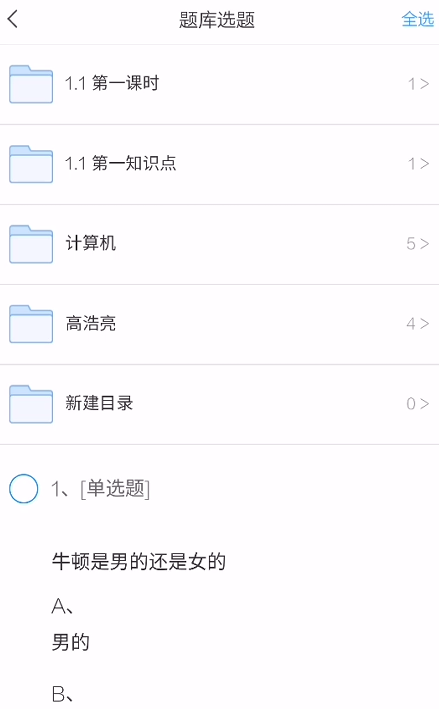 题库选题 全选
1.1 第一课时 1
1.1 第一知识点 1
计算机 5
高浩亮 4
新建目录 0
1、[单选题]
牛顿是男的还是女的
A、
男的
B、